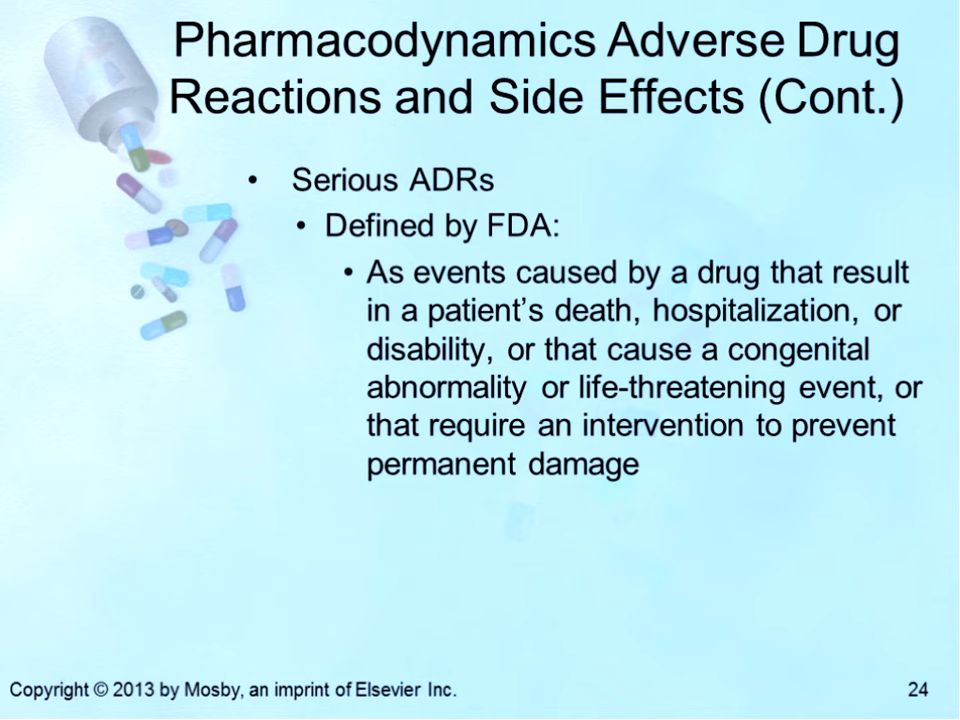 Pharmacodynamics Adverse Drug
Reactions and Side Effects (Cont.)
• Serious ADRs
• Defined by FDA:
• As events caused by a drug that result
in a patient’s death, hospitalization, or
disability, or that cause a congenital
abnormality or life-threatening event, or
that require an intervention to prevent
permanent damage
Copyright © 2013 by Mosby, an imprint of Elsevier Inc.
24